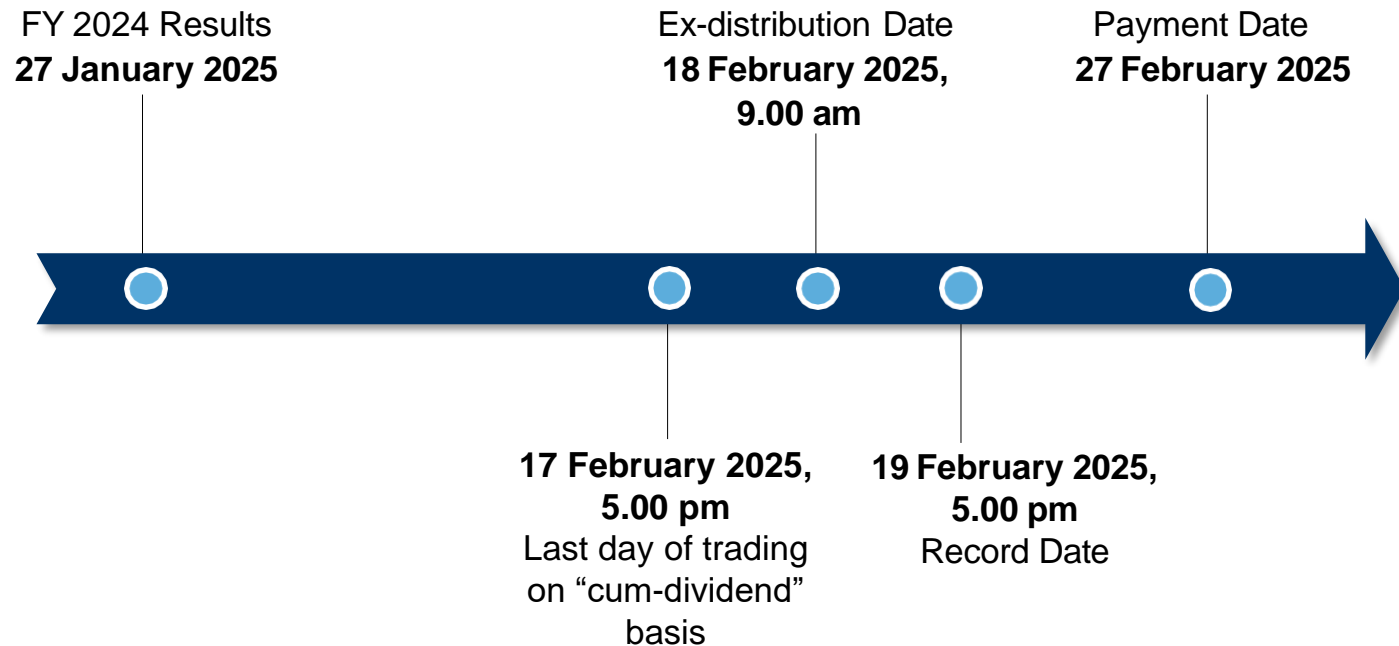 FY 2024 Results
27 January 2025
Ex-distribution Date
18 February 2025,
9.00 am
Payment Date
27 February 2025
17 February 2025,
5.00 pm
Last day of trading
on “cum-dividend”
basis
19 February 2025,
5.00 pm
Record Date